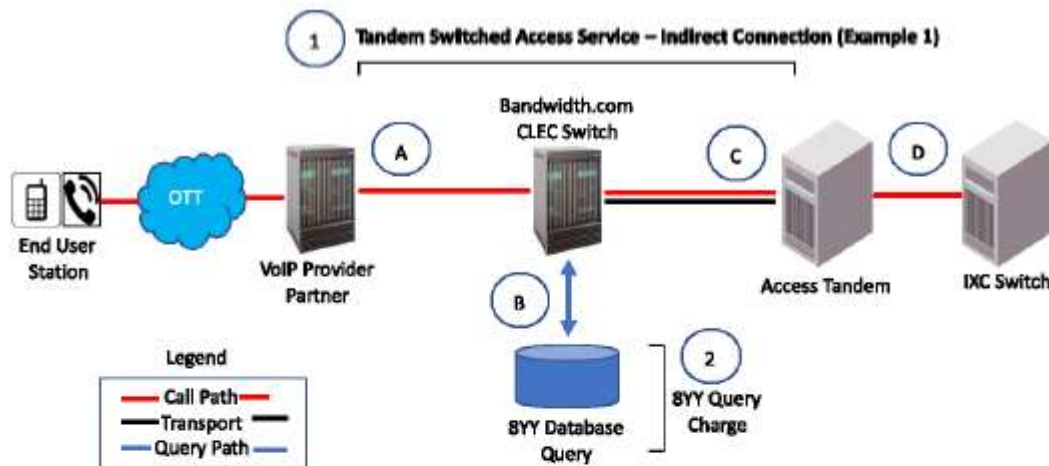 1
Tandem Switched Access Service – Indirect Connection (Example 1)
Bandwidth.com
CLEC Switch
A
C
D
OTT
End User
Station
VoIP Provider
Partner
Access Tandem
IXC Switch
B
2
8YY Query
Charge
8YY Database
Query
Legend
Call Path
Transport
Query Path